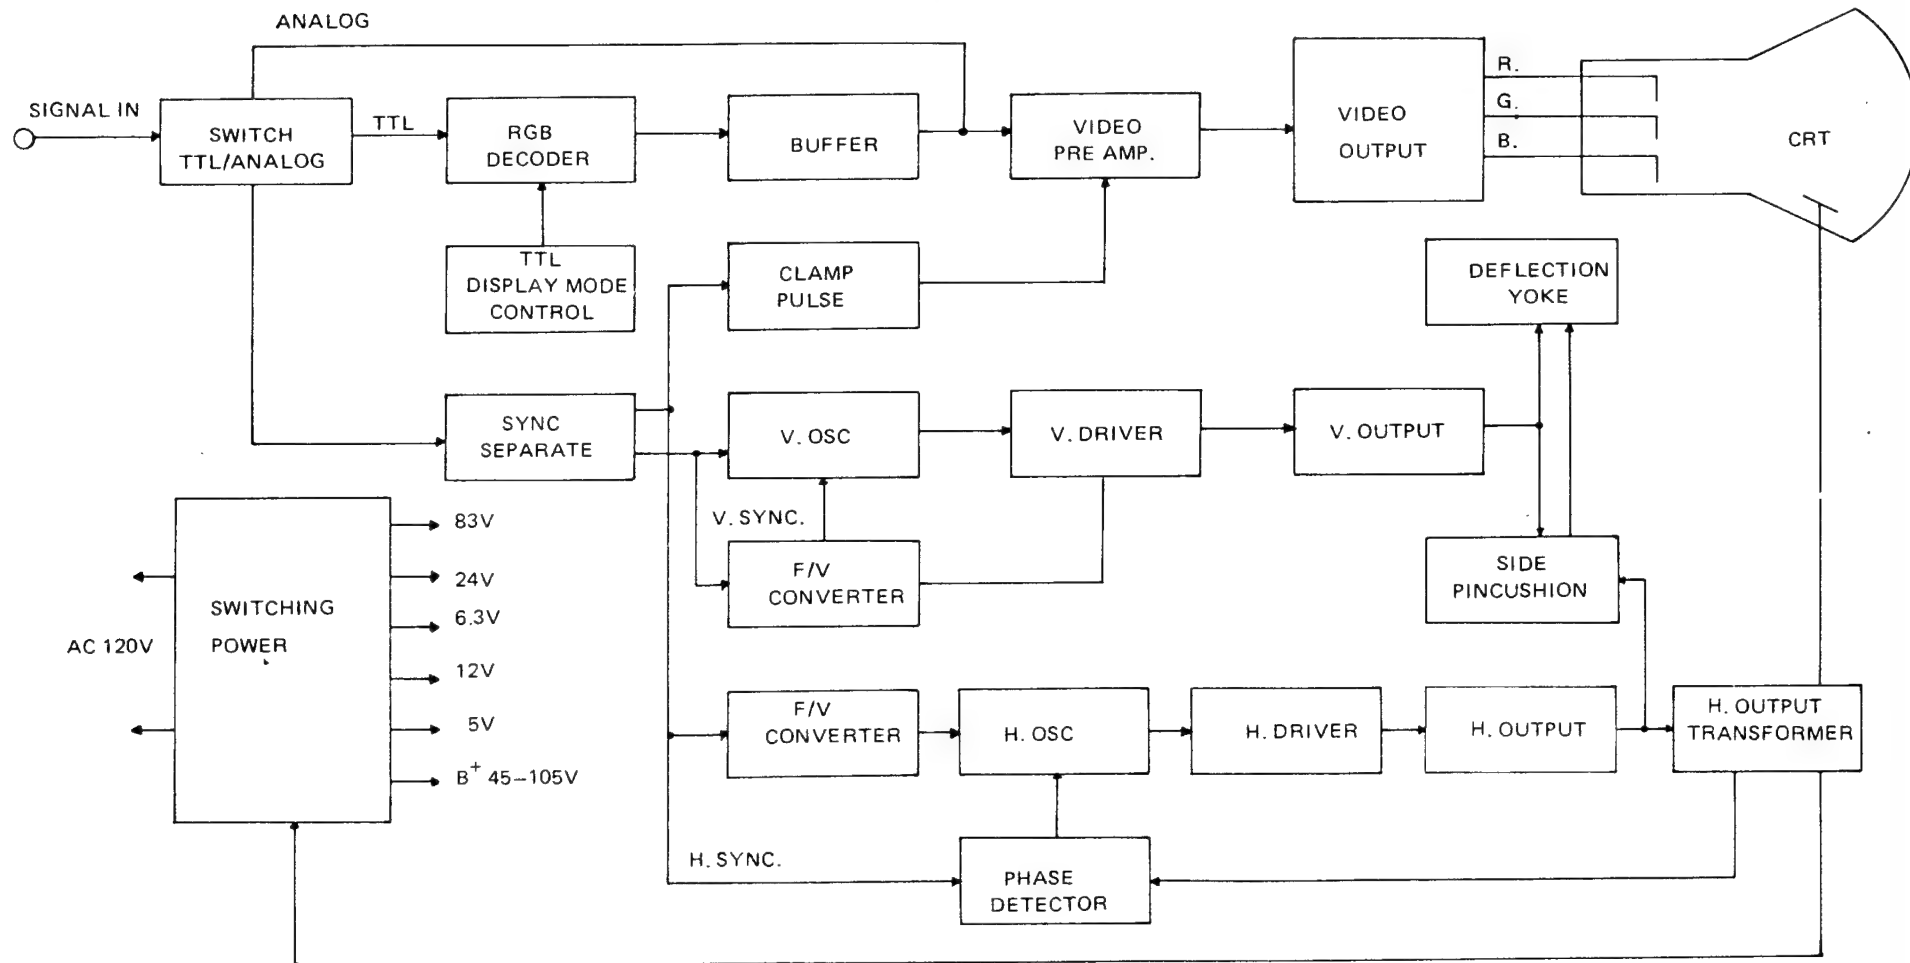 ANALOG
SIGNAL IN
SWITCH
TTL/ANALOG
TTL
RGB
DECODER
BUFFER
VIDEO
PRE AMP.
VIDEO
OUTPUT
R.
G.
B.
CRT
TTL
DISPLAY MODE
CONTROL
CLAMP
PULSE
DEFLECTION
YOKE
SYNC
SEPARATE
V. OSC
V. DRIVER
V. OUTPUT
V. SYNC.
F/V
CONVERTER
SIDE
PINCUSHION
AC 120V
SWITCHING
POWER
83V
24V
6.3V
12V
5V
B+ 45–105V
F/V
CONVERTER
H. OSC
H. DRIVER
H. OUTPUT
H. OUTPUT
TRANSFORMER
H. SYNC.
PHASE
DETECTOR